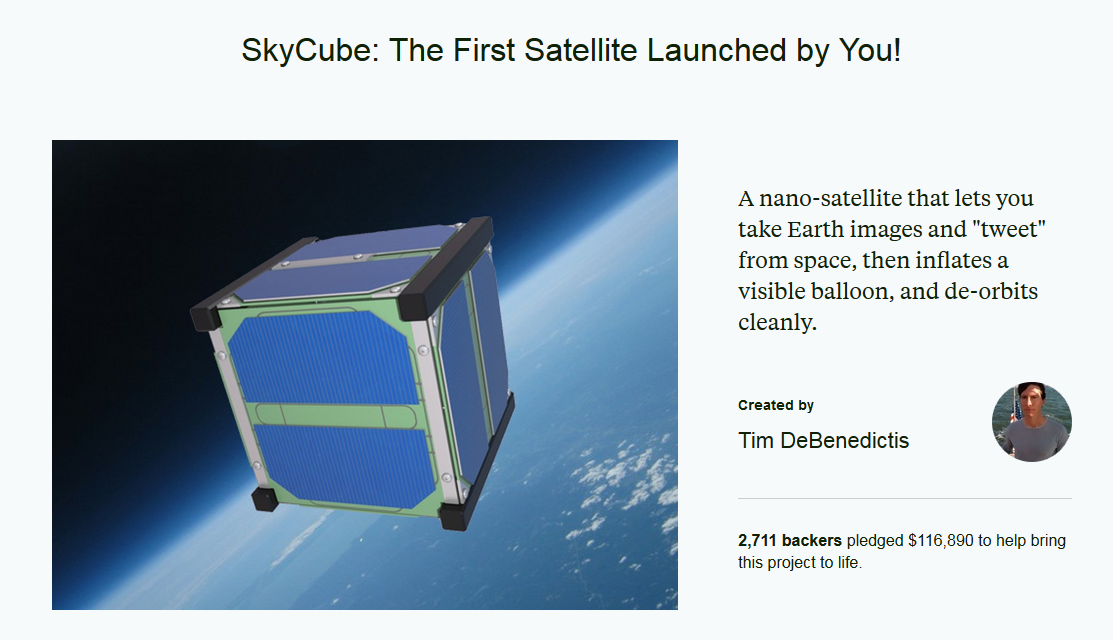 SkyCube: The First Satellite Launched by You!
A nano-satellite that lets you
take Earth images and "tweet"
from space, then inflates a
visible balloon, and de-orbits
cleanly.
Created by
Tim DeBenedictis
2,711 backers pledged $116,890 to help bring
this project to life.